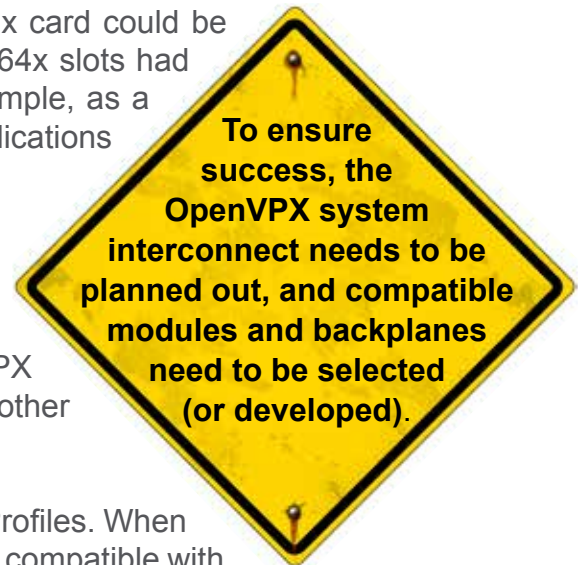 x card could be
64x slots had
mple, as a
lications
To ensure
success, the
OpenVPX system
interconnect needs to be
planned out, and compatible
modules and backplanes
need to be selected
(or developed).
PX
other
rofiles. When
compatible with